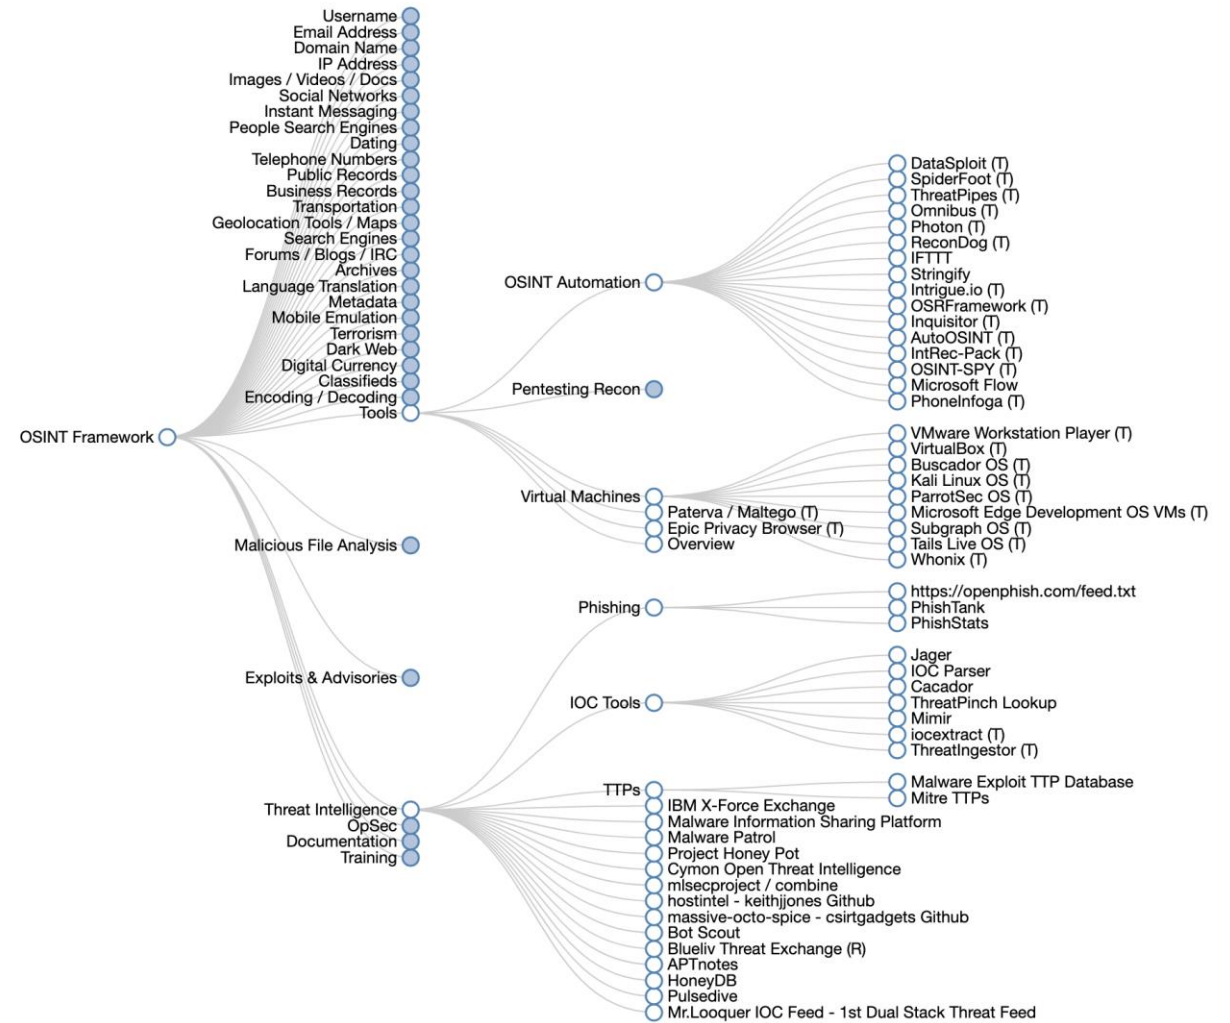 Username
Email Address
Domain Name
IP Address
Images / Videos / Docs
Social Networks
Instant Messaging
People Search Engines
Dating
Telephone Numbers
Public Records
Business Records
Transportation
Geolocation Tools / Maps
Search Engines
Forums / Blogs / IRC
Archives
Language Translation
Metadata
Mobile Emulation
Terrorism
Dark Web
Digital Currency
Classifieds
Encoding / Decoding
Tools
OSINT Framework
Malicious File Analysis
Exploits & Advisories
Threat Intelligence
OpSec
Documentation
Training
OSINT Automation
Pentesting Recon
Virtual Machines
Paterva / Maltego (T)
Epic Privacy Browser (T)
Overview
Phishing
IOC Tools
TTPs
IBM X-Force Exchange
Malware Information Sharing Platform
Malware Patrol
Project Honey Pot
Cymon Open Threat Intelligence
mlsecproject / combine
hostintel - keithjjones Github
massive-octo-spice - csirtgadgets Github
Bot Scout
Blueliv Threat Exchange (R)
APTnotes
HoneyDB
Pulsedive
Mr.Looquer IOC Feed - 1st Dual Stack Threat Feed
DataSploit (T)
SpiderFoot (T)
ThreatPipes (T)
Omnibus (T)
Photon (T)
ReconDog (T)
IFTTT
Stringify
Intrigue.io (T)
OSRFramework (T)
Inquisitor (T)
AutoOSINT (T)
IntRec-Pack (T)
OSINT-SPY (T)
Microsoft Flow
PhoneInfoga (T)
VMware Workstation Player (T)
VirtualBox (T)
Buscador OS (T)
Kali Linux OS (T)
ParrotSec OS (T)
Microsoft Edge Development OS VMs (T)
Subgraph OS (T)
Tails Live OS (T)
Whonix (T)
https://openphish.com/feed.txt
PhishTank
PhishStats
Jager
IOC Parser
Cacador
ThreatPinch Lookup
Mimir
iocextract (T)
ThreatIngestor (T)
Malware Exploit TTP Database
Mitre TTPs